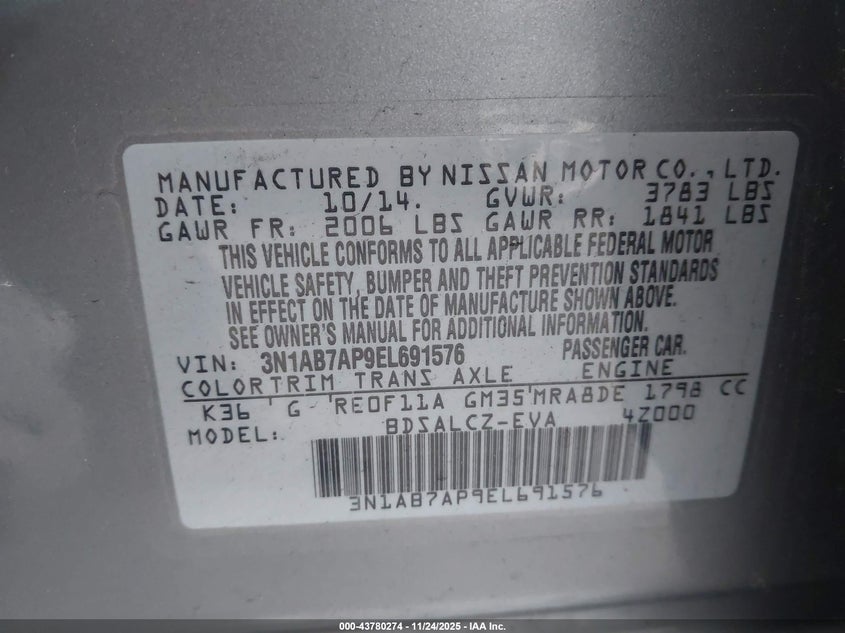 MANUFACTURED BY NISSAN MOTOR CO., LTD.
DATE: 10/14. GVWR: 3783 LBS
GAWR FR: 2006 LBS GAWR RR: 1841 LBS
THIS VEHICLE CONFORMS TO ALL APPLICABLE FEDERAL MOTOR
VEHICLE SAFETY, BUMPER AND THEFT PREVENTION STANDARDS
IN EFFECT ON THE DATE OF MANUFACTURE SHOWN ABOVE.
SEE OWNER'S MANUAL FOR ADDITIONAL INFORMATION.
VIN: 3N1AB7AP9EL691576 PASSENGER CAR.
COLOR TRIM TRANS AXLE ENGINE
K36 G RE0F11A GM35 MRA8DE 1798 CC
MODEL: BDSALCZ-EVA 4Z000
3N1AB7AP9EL691576
000-43780274 - 11/24/2025 - IAA Inc.